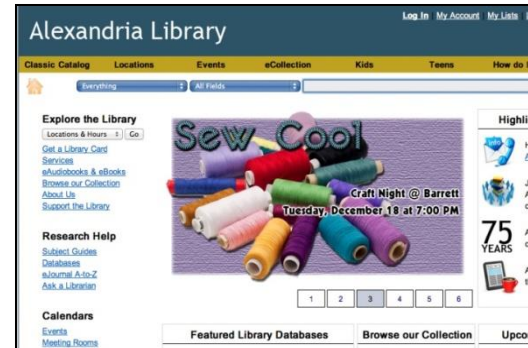 Log In My Account My Lists
Alexandria Library
Classic Catalog Locations Events eCollection Kids Teens How do
Everything All Fields
Explore the Library
Locations & Hours Go
Get a Library Card
Services
eAudiobooks & eBooks
Browse our Collection
About Us
Support the Library
Research Help
Subject Guides
Databases
eJournal A-to-Z
Ask a Librarian
Calendars
Events
Meeting Rooms
Sew Cool
Craft Night @ Barrett
Tuesday, December 18 at 7:00 PM
1 2 3 4 5 6
Featured Library Databases
Browse our Collection
Highli
75
YEARS
Upco